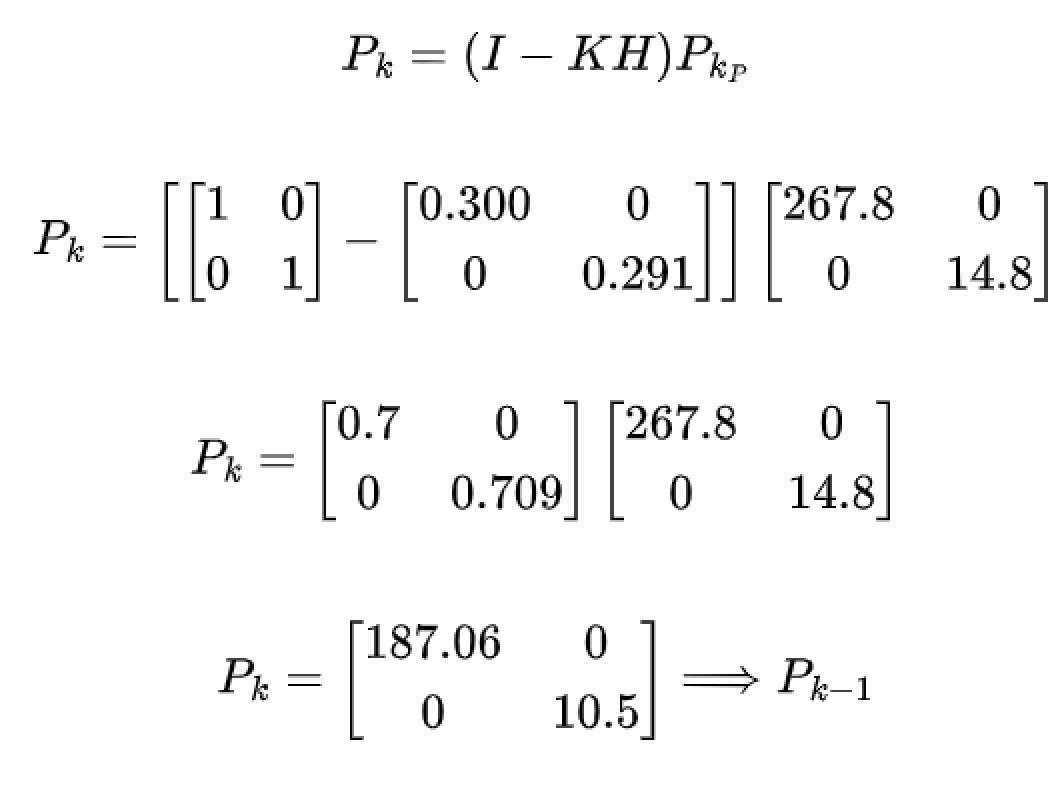 P_k = (I − KH)P_{k_P}
P_k = [[[1 0; 0 1] − [0.300 0; 0 0.291]]] [267.8 0; 0 14.8]
P_k = [0.7 0; 0 0.709] [267.8 0; 0 14.8]
P_k = [187.06 0; 0 10.5] ⟹ P_{k−1}